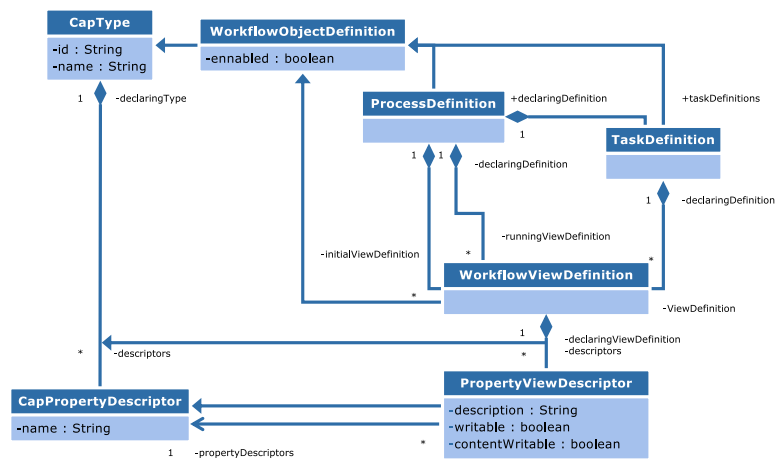 CapType
-id : String
-name : String
WorkflowObjectDefinition
-ennabled : boolean
1
-declaringType
ProcessDefinition
+declaringDefinition
1
+taskDefinitions
TaskDefinition
1
1
-declaringDefinition
1
-declaringDefinition
-runningViewDefinition
-initialViewDefinition
*
*
*
WorkflowViewDefinition
-ViewDefinition
1
-declaringViewDefinition
-descriptors
*
*
-descriptors
CapPropertyDescriptor
-name : String
PropertyViewDescriptor
-description : String
-writable : boolean
-contentWritable : boolean
1
-propertyDescriptors
*